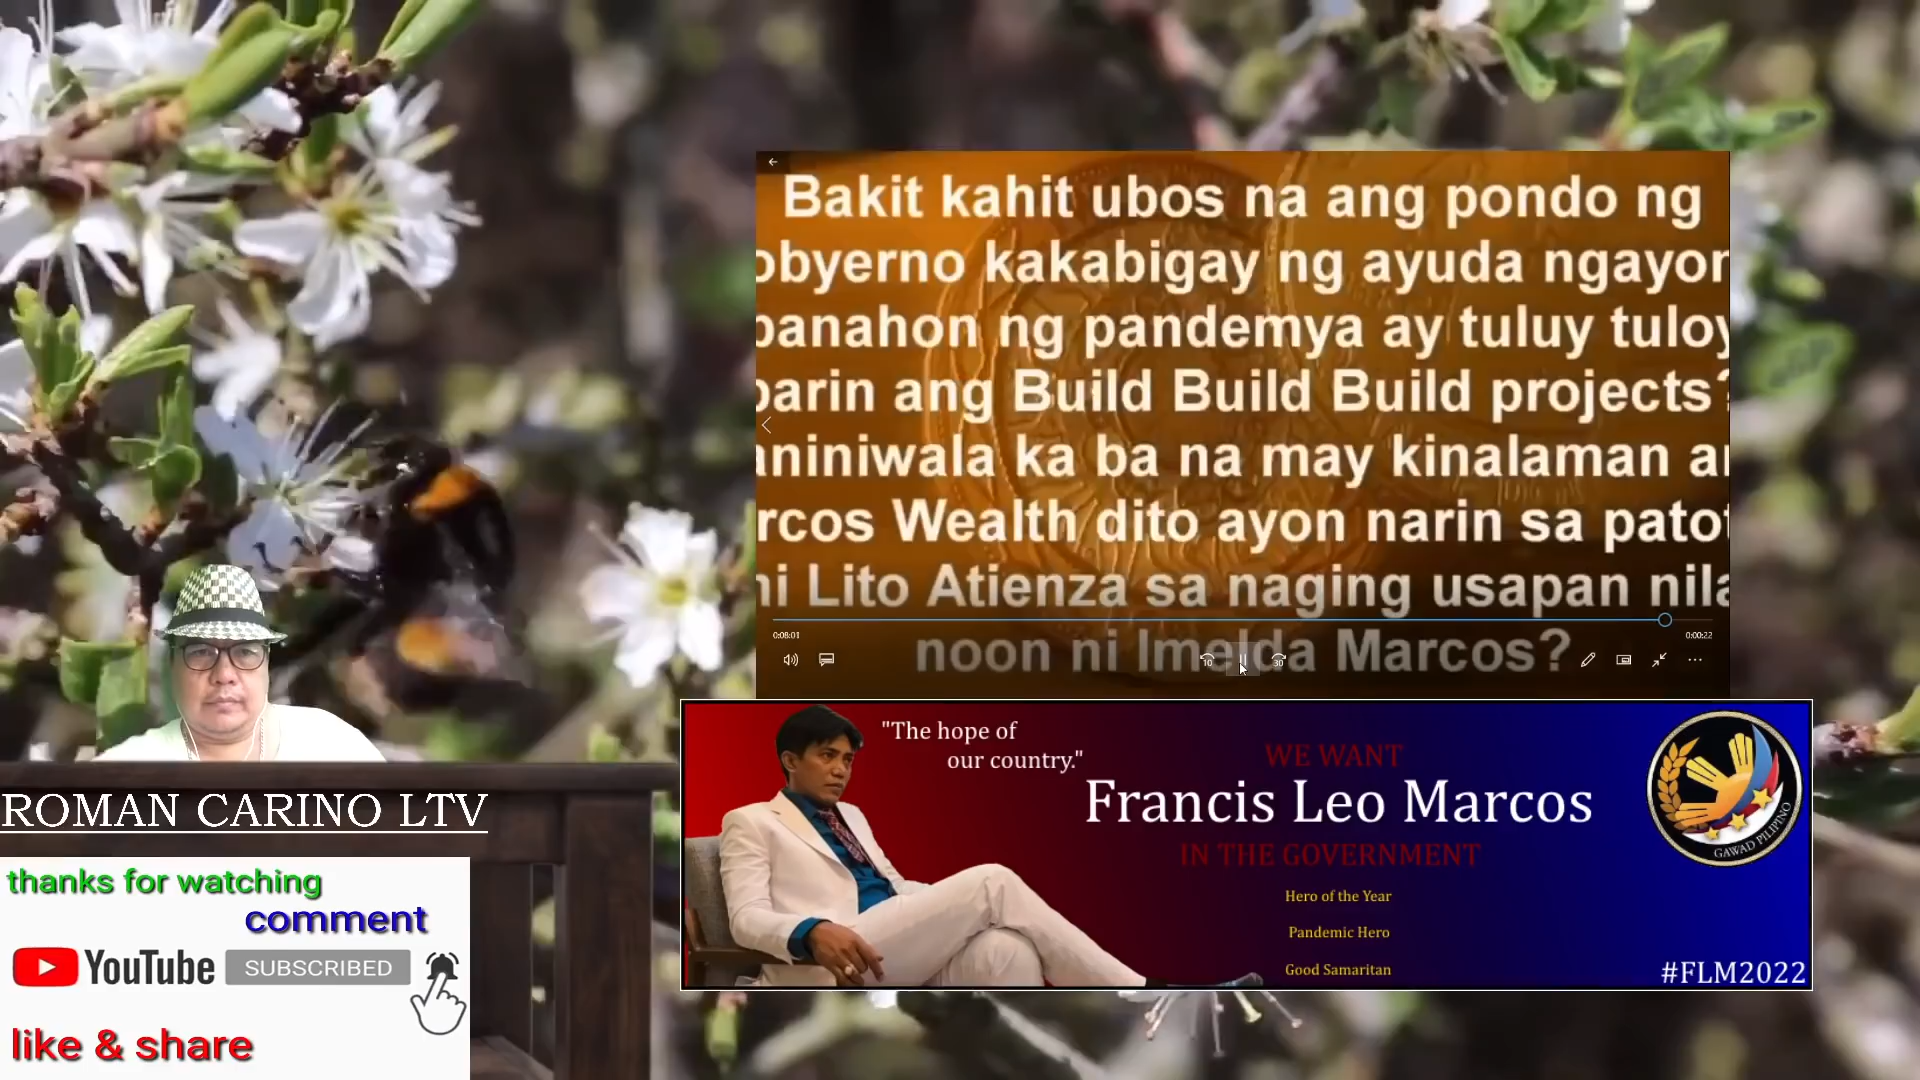 Bakit kahit ubos na ang pondo ng
obyerno kakabigay ng ayuda ngayon
panahon ng pandemya ay tuluy tuloy
parin ang Build Build Build projects?
aniniwala ka ba na may kinalaman an
rcos Wealth dito ayon narin sa patot
ni Lito Atienza sa naging usapan nila
noon ni Imelda Marcos?
0:08:01
0:00:22
10
30
"The hope of
our country."
WE WANT
Francis Leo Marcos
IN THE GOVERNMENT
Hero of the Year
Pandemic Hero
Good Samaritan
GAWAD PILIPINO
#FLM2022
ROMAN CARINO LTV
thanks for watching
comment
YouTube SUBSCRIBED
like & share